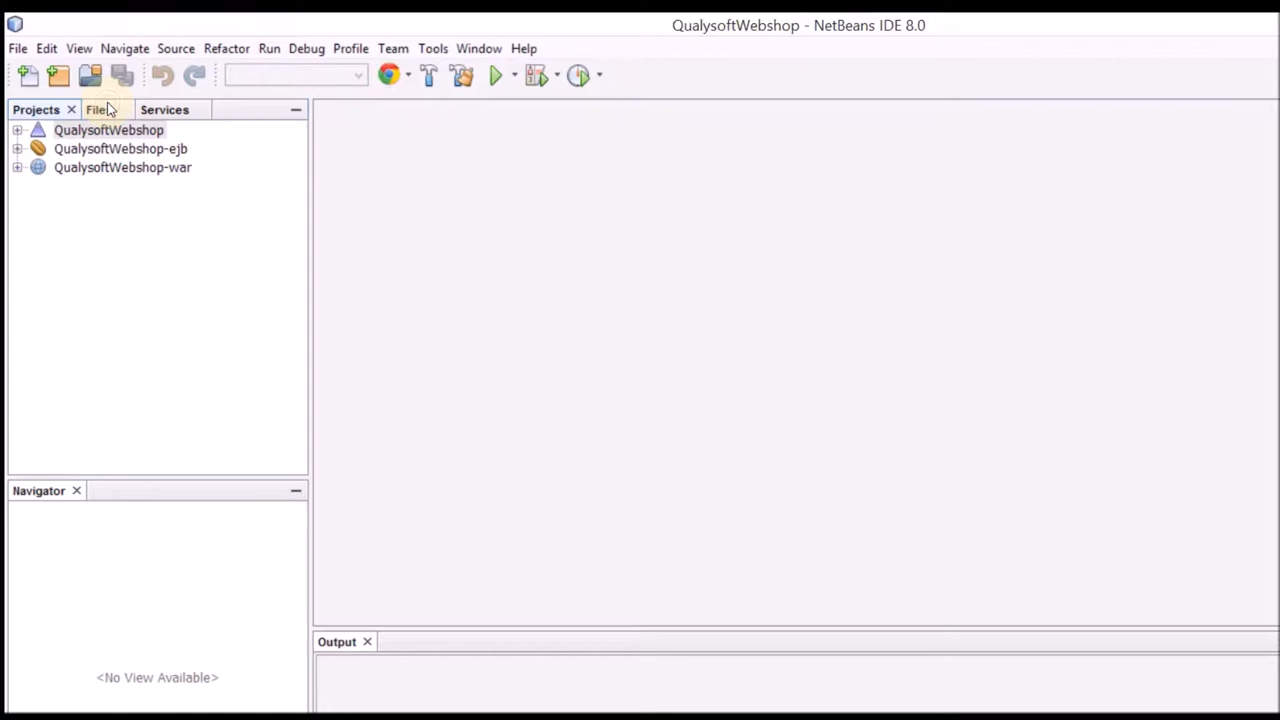 QualysoftWebshop - NetBeans IDE 8.0
File Edit View Navigate Source Refactor Run Debug Profile Team Tools Window Help
Projects File Services
QualysoftWebshop
QualysoftWebshop-ejb
QualysoftWebshop-war
Navigator
<No View Available>
Output